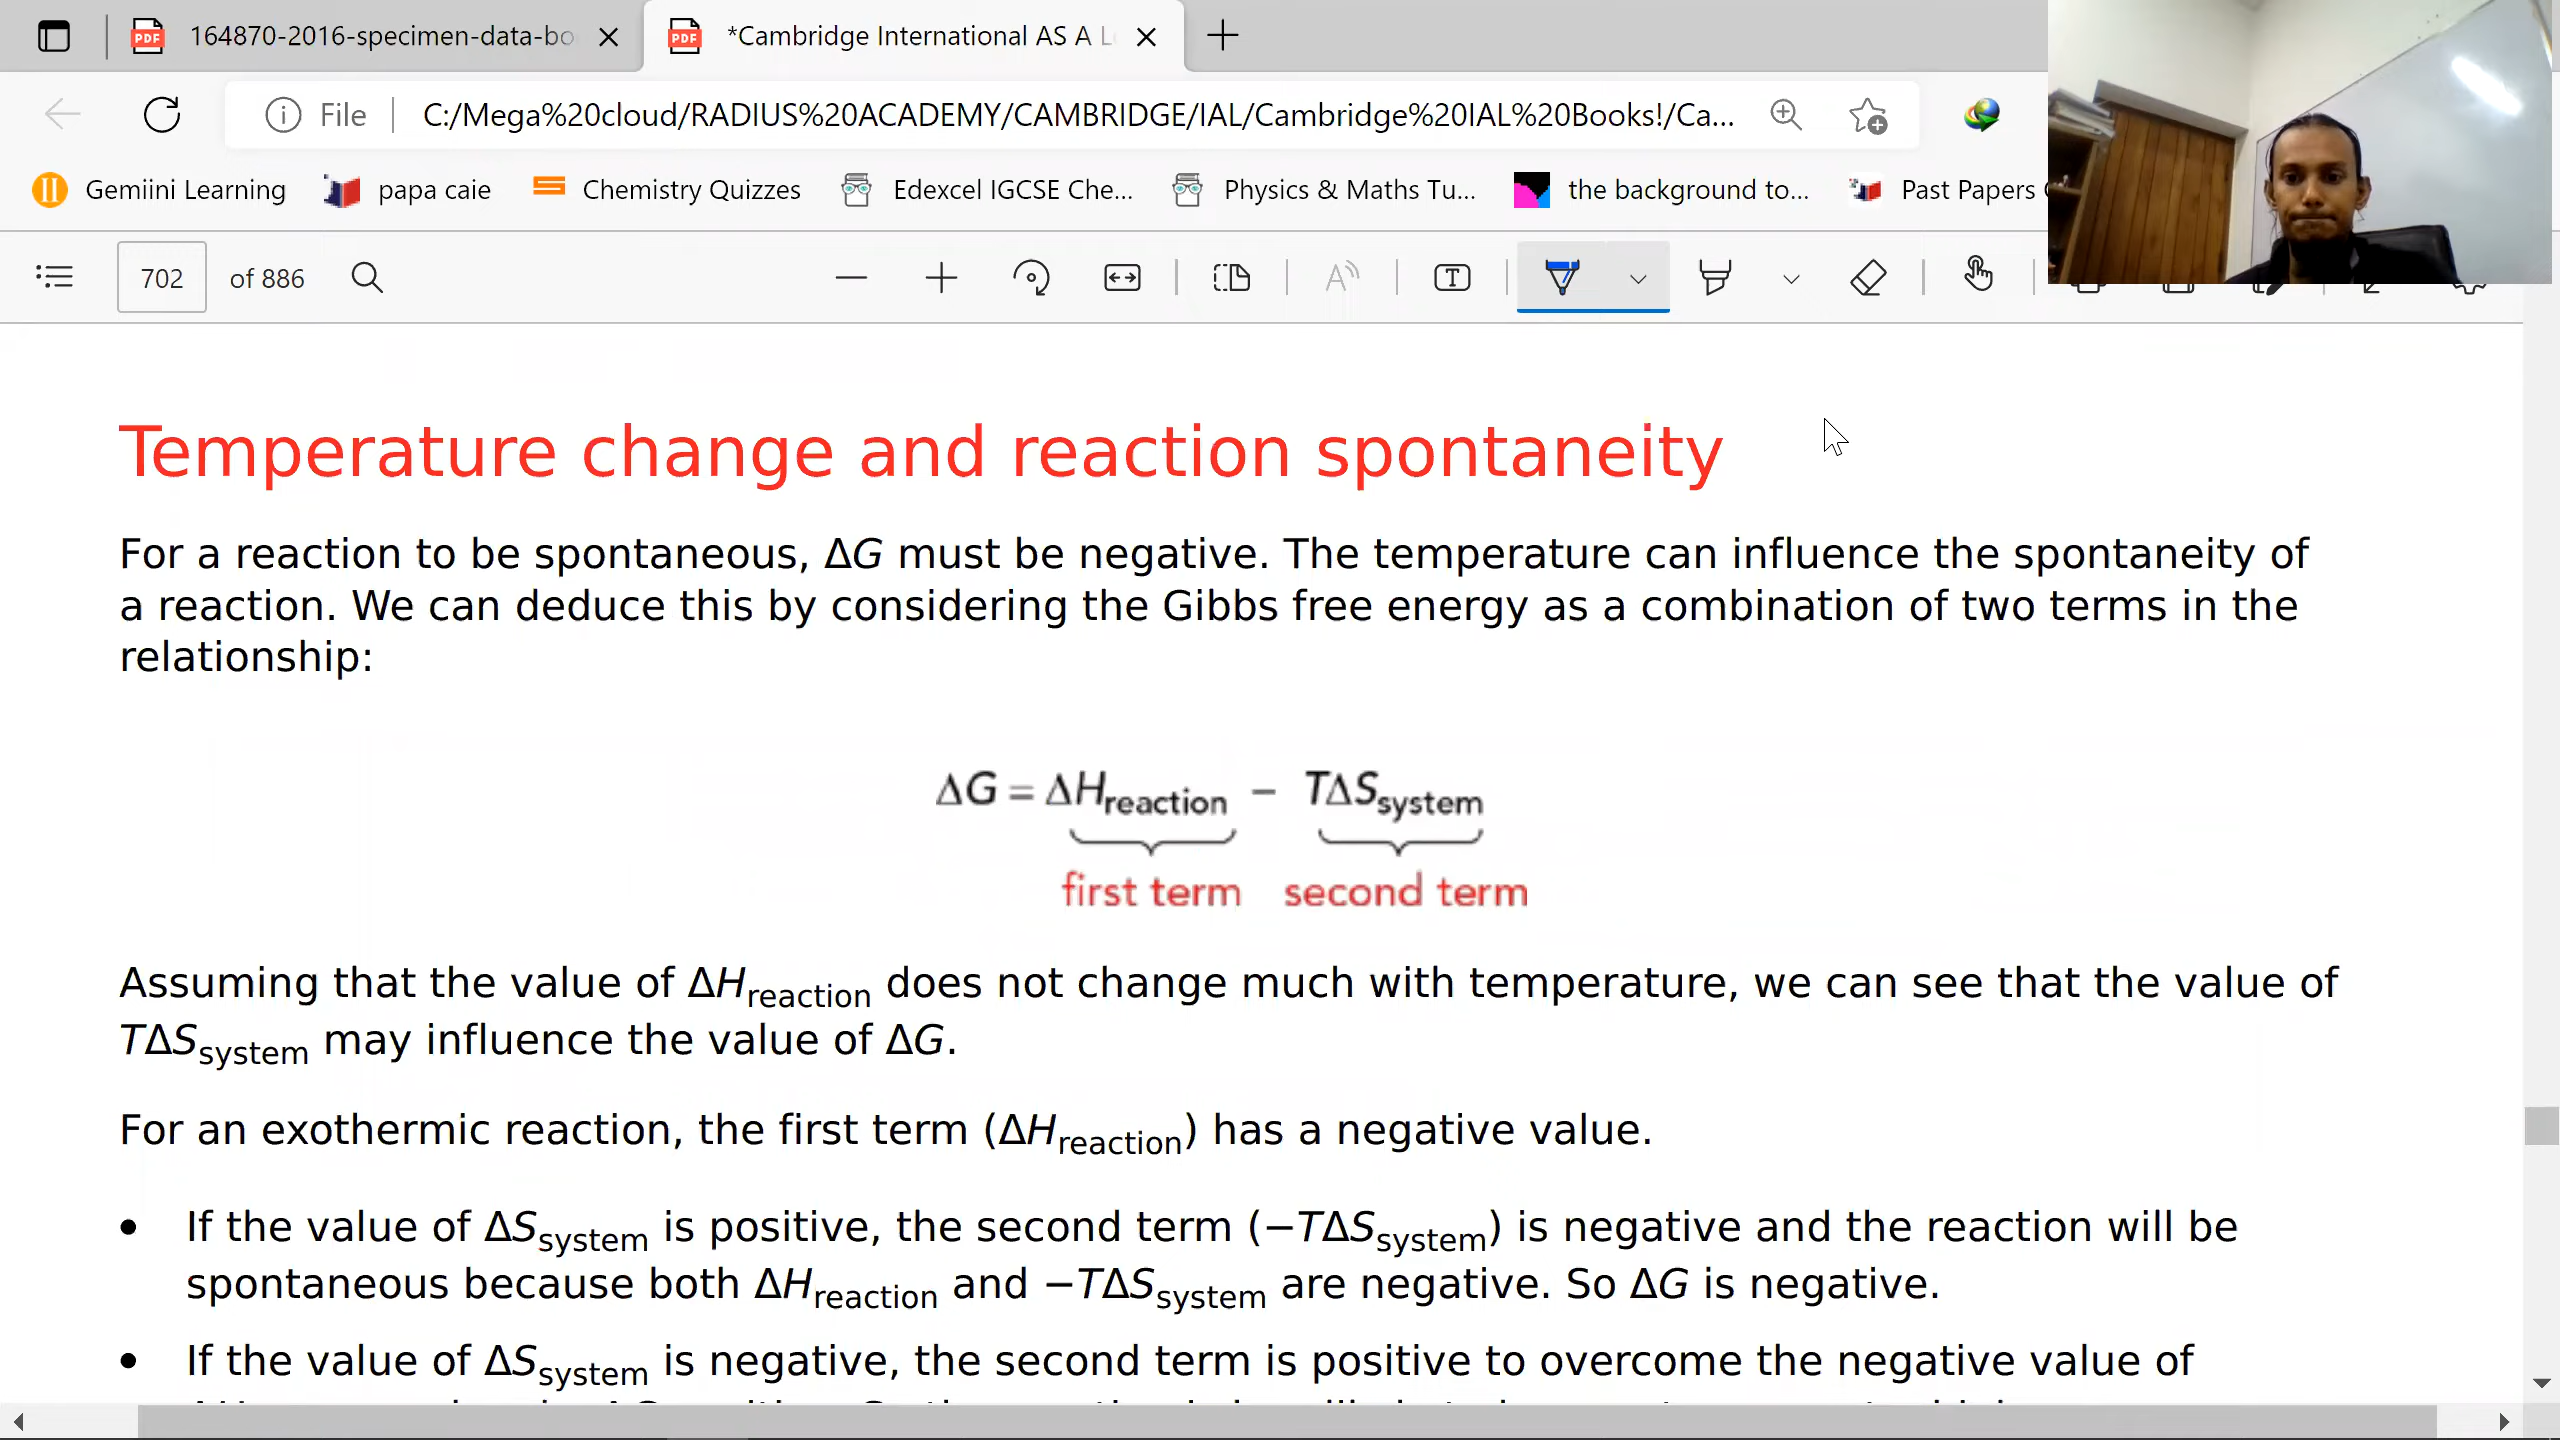 164870-2016-specimen-data-bo
*Cambridge International AS A L
File
C:/Mega%20cloud/RADIUS%20ACADEMY/CAMBRIDGE/IAL/Cambridge%20IAL%20Books!/Ca...
Gemiini Learning
papa caie
Chemistry Quizzes
Edexcel IGCSE Che...
Physics & Maths Tu...
the background to...
Past Papers
702 of 886
Temperature change and reaction spontaneity
For a reaction to be spontaneous, ΔG must be negative. The temperature can influence the spontaneity of
a reaction. We can deduce this by considering the Gibbs free energy as a combination of two terms in the
relationship:
ΔG = ΔHreaction − TΔSsystem
first term second term
Assuming that the value of ΔHreaction does not change much with temperature, we can see that the value of
TΔSsystem may influence the value of ΔG.
For an exothermic reaction, the first term (ΔHreaction) has a negative value.
• If the value of ΔSsystem is positive, the second term (−TΔSsystem) is negative and the reaction will be
spontaneous because both ΔHreaction and −TΔSsystem are negative. So ΔG is negative.
• If the value of ΔSsystem is negative, the second term is positive to overcome the negative value of